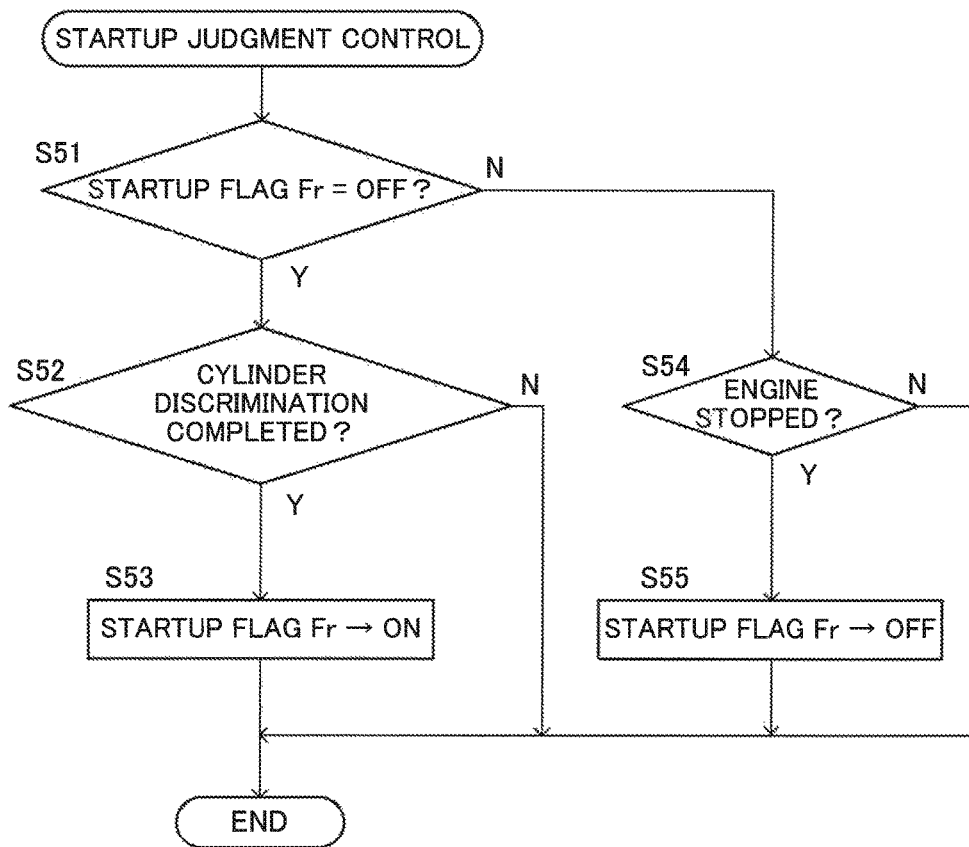 STARTUP JUDGMENT CONTROL
S51
STARTUP FLAG Fr = OFF?
N
Y
S52
CYLINDER
DISCRIMINATION
COMPLETED?
N
Y
S54
ENGINE
STOPPED?
N
Y
S53
STARTUP FLAG Fr → ON
S55
STARTUP FLAG Fr → OFF
END